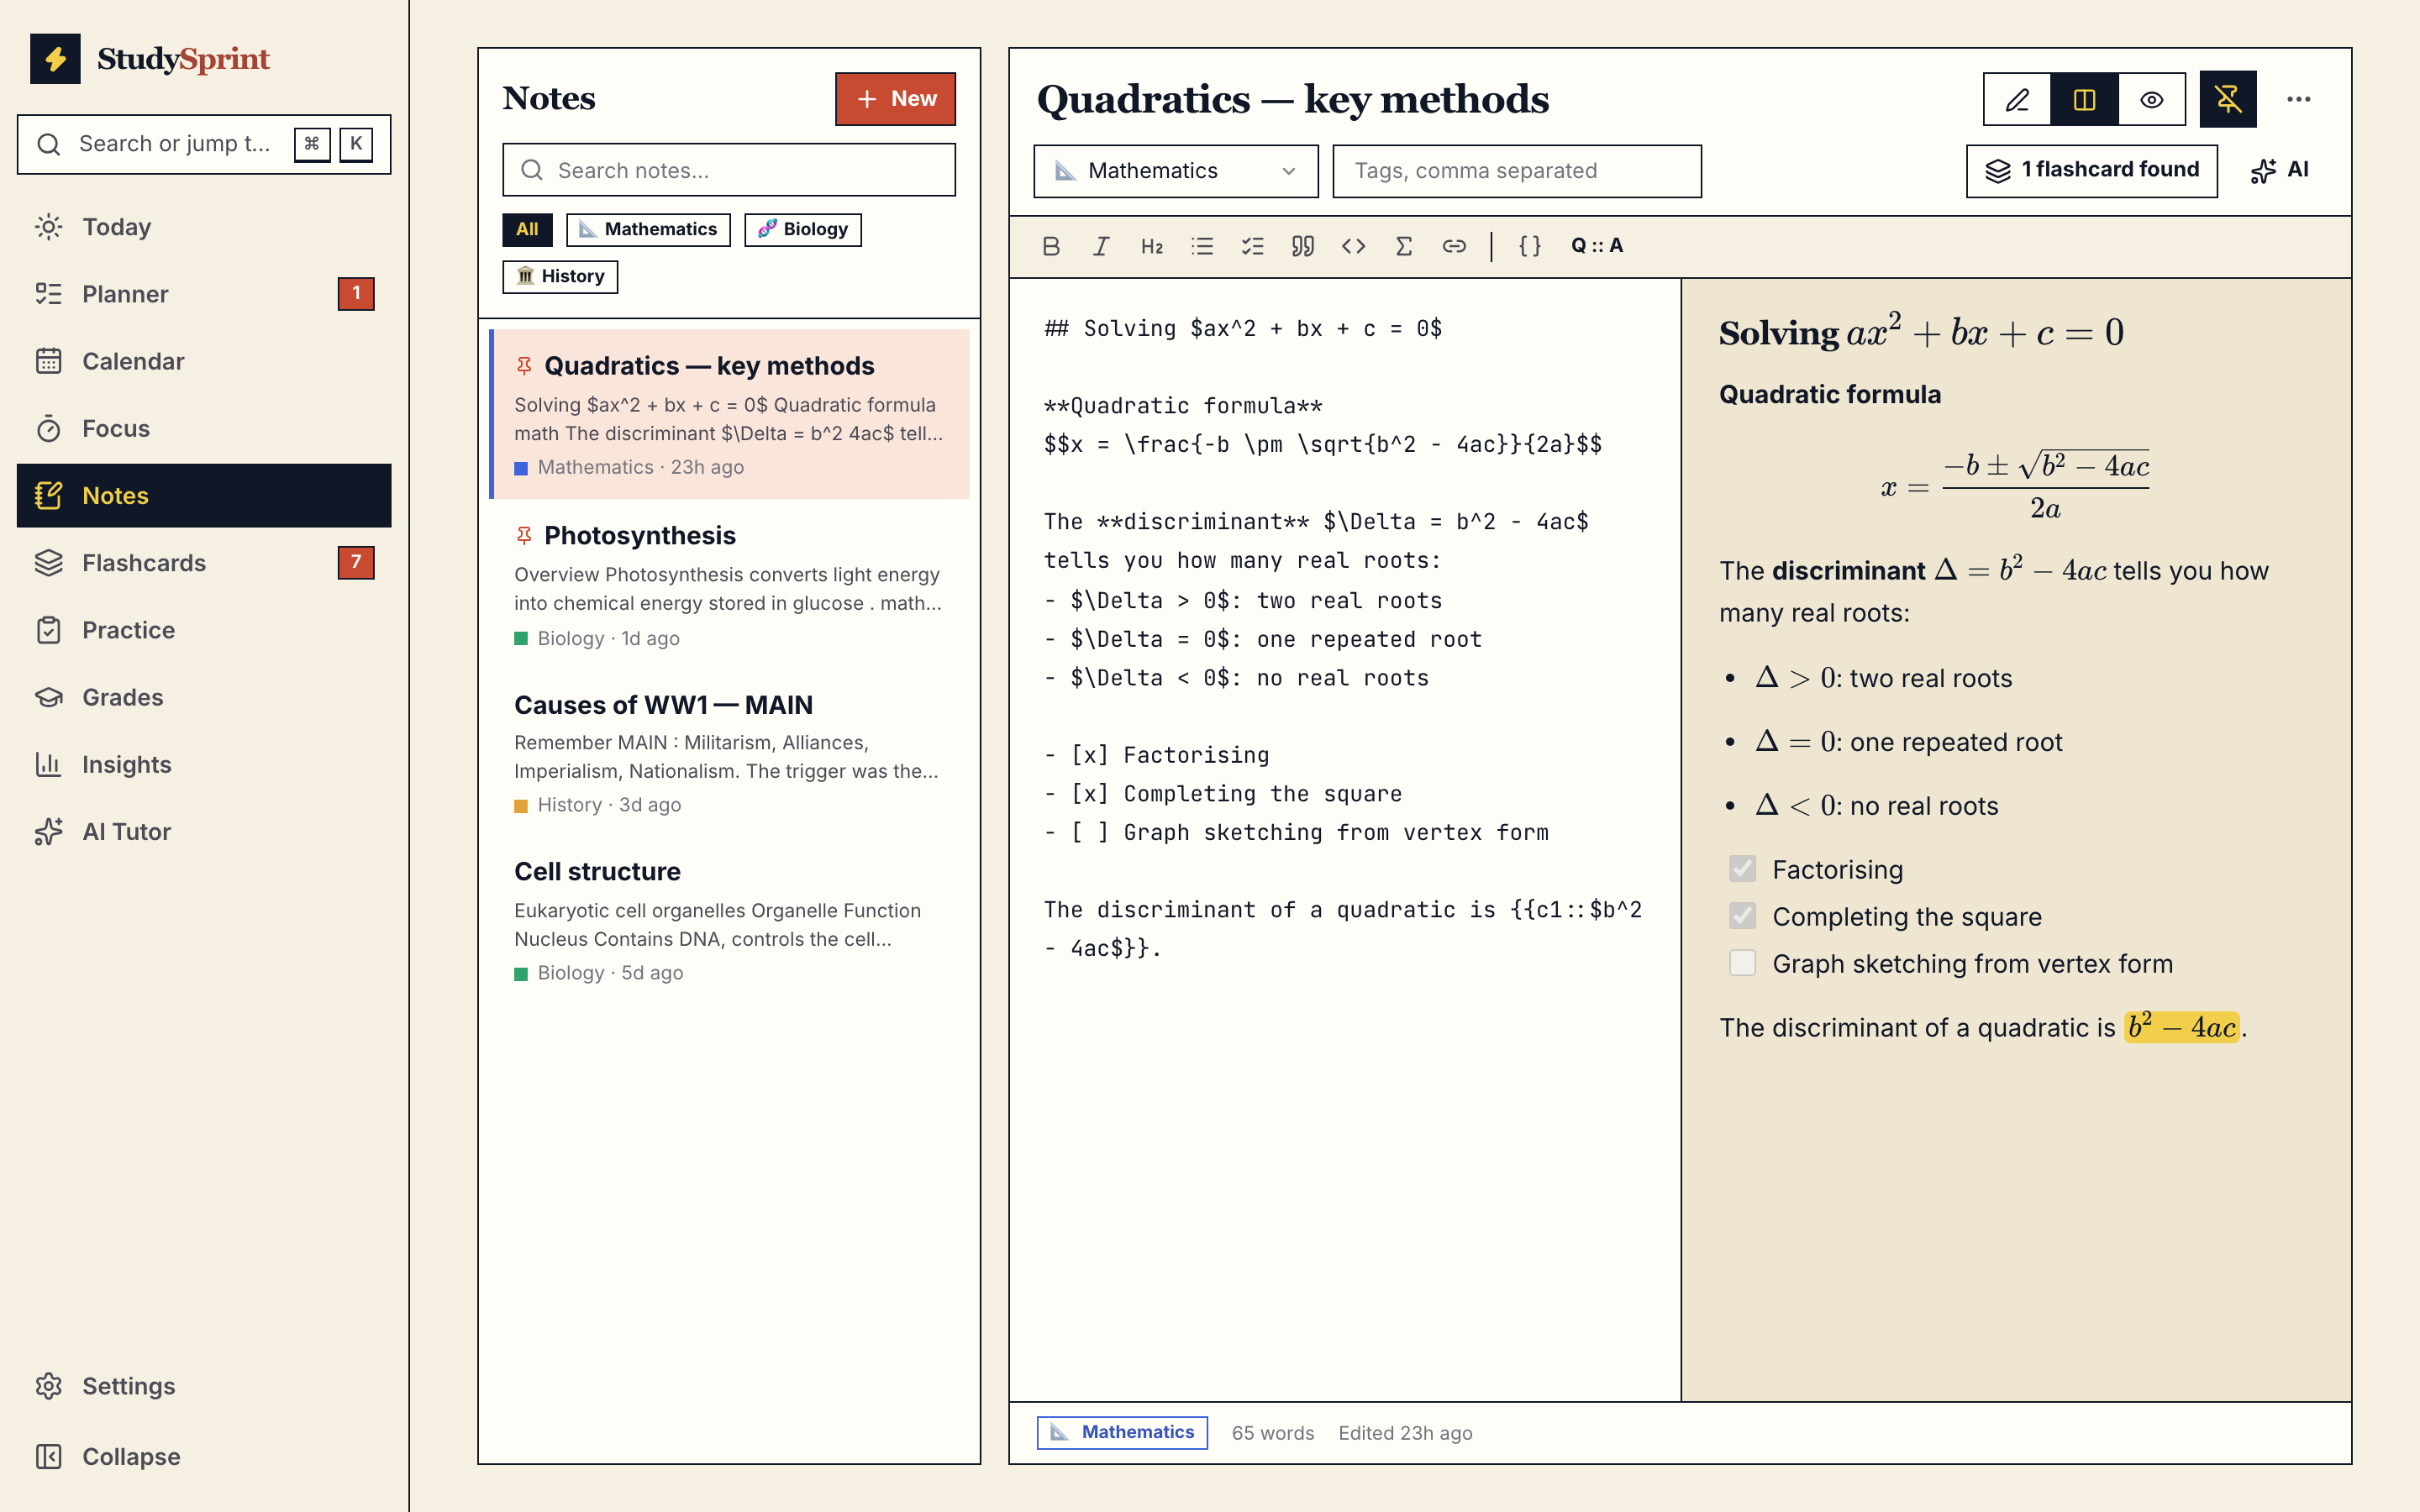 StudySprint
Search or jump t...
⌘ K
Today
Planner 1
Calendar
Focus
Notes
Flashcards 7
Practice
Grades
Insights
AI Tutor
Settings
Collapse
Notes
New
Search notes...
All
Mathematics
Biology
History
Quadratics — key methods
Solving $ax^2 + bx + c = 0$ Quadratic formula
math The discriminant $\Delta = b^2 4ac$ tell...
Mathematics · 23h ago
Photosynthesis
Overview Photosynthesis converts light energy
into chemical energy stored in glucose . math...
Biology · 1d ago
Causes of WW1 — MAIN
Remember MAIN : Militarism, Alliances,
Imperialism, Nationalism. The trigger was the...
History · 3d ago
Cell structure
Eukaryotic cell organelles Organelle Function
Nucleus Contains DNA, controls the cell...
Biology · 5d ago
Quadratics — key methods
Mathematics
Tags, comma separated
1 flashcard found
AI
B I H2 Σ {} Q :: A
## Solving $ax^2 + bx + c = 0$
**Quadratic formula**
$$x = \frac{-b \pm \sqrt{b^2 - 4ac}}{2a}$$
The **discriminant** $\Delta = b^2 - 4ac$
tells you how many real roots:
- $\Delta > 0$: two real roots
- $\Delta = 0$: one repeated root
- $\Delta < 0$: no real roots
- [x] Factorising
- [x] Completing the square
- [ ] Graph sketching from vertex form
The discriminant of a quadratic is {{c1::$b^2
- 4ac$}}.
Solving ax² + bx + c = 0
Quadratic formula
x = (−b ± √(b² − 4ac)) / 2a
The discriminant Δ = b² − 4ac tells you how
many real roots:
• Δ > 0: two real roots
• Δ = 0: one repeated root
• Δ < 0: no real roots
Factorising
Completing the square
Graph sketching from vertex form
The discriminant of a quadratic is b² − 4ac.
Mathematics
65 words
Edited 23h ago